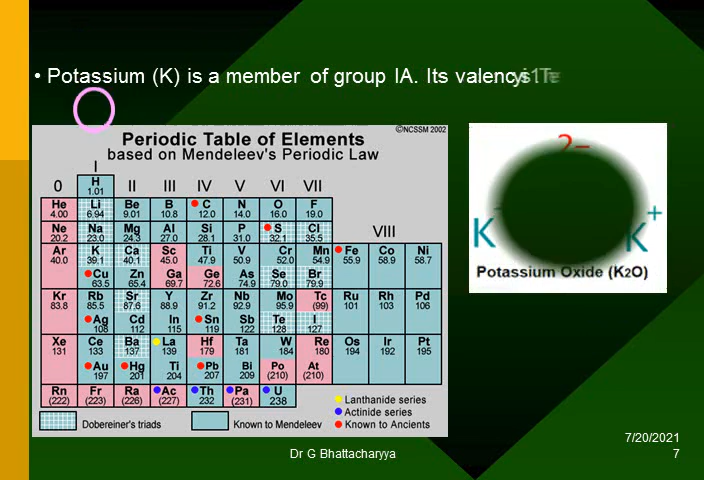 • Potassium (K) is a member of group IA. Its valency
©NCSSM 2002
Periodic Table of Elements
based on Mendeleev's Periodic Law
0 I II III IV V VI VII VIII
H
1.01
He Li Be B C N O F
4.00 6.94 9.01 10.8 12.0 14.0 16.0 19.0
Ne Na Mg Al Si P S Cl
20.2 23.0 24.3 27.0 28.1 31.0 32.1 35.5
Ar K Ca Sc Ti V Cr Mn Fe Co Ni
40.0 39.1 40.1 45.0 47.9 50.9 52.0 54.9 55.9 58.9 58.7
Cu Zn Ga Ge As Se Br
63.5 65.4 69.7 72.6 74.9 79.0 79.9
Kr Rb Sr Y Zr Nb Mo Tc Ru Rh Pd
83.8 85.5 87.6 88.9 91.2 92.9 95.9 (99) 101 103 106
Ag Cd In Sn Sb Te I
108 112 115 119 122 128 127
Xe Ce Ba La Hf Ta W Re Os Ir Pt
131 133 137 139 179 181 184 180 194 192 195
Au Hg Ti Pb Bi Po At
197 201 204 207 209 (210) (210)
Rn Fr Ra Ac Th Pa U
(222) (223) (226) (227) 232 (231) 238
Lanthanide series
Actinide series
Known to Ancients
Dobereiner's triads
Known to Mendeleev
2–
K K+
Potassium Oxide (K2O)
Dr G Bhattacharyya
7/20/2021
7